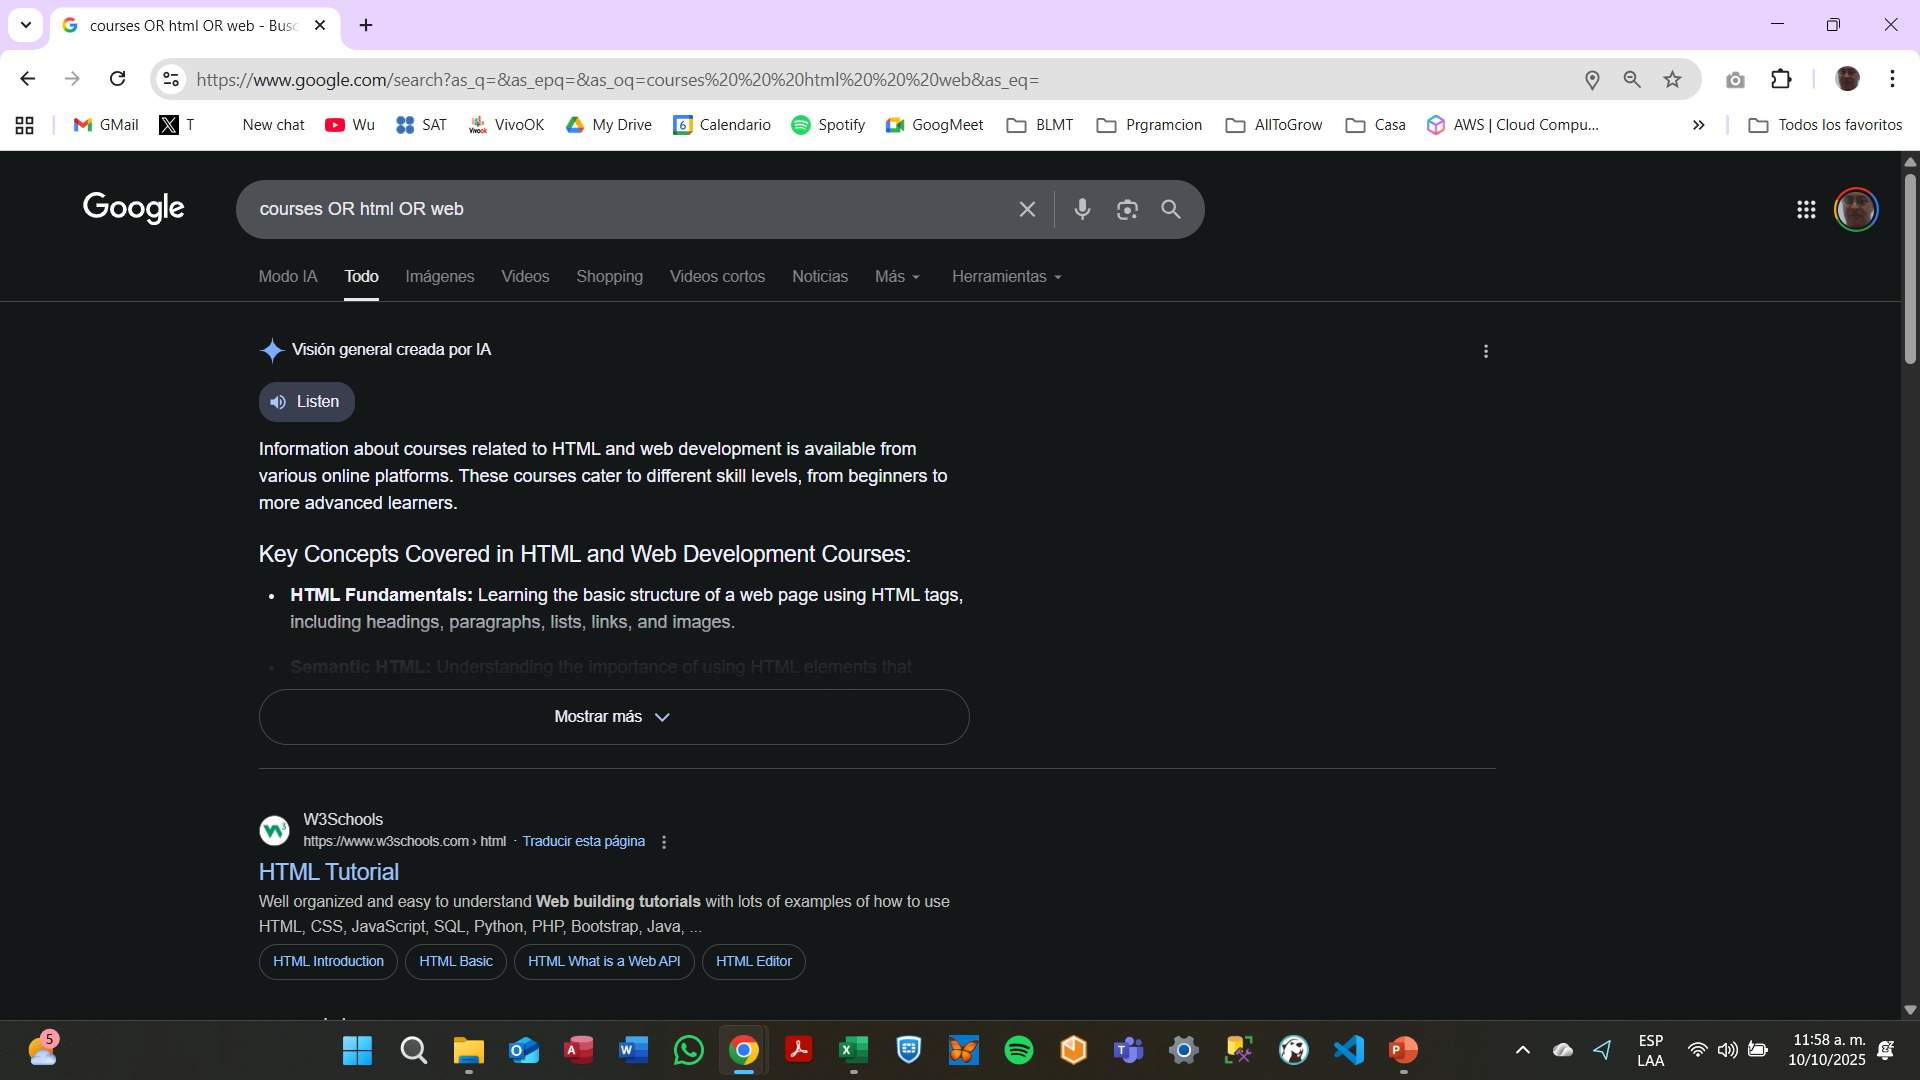 courses OR html OR web - Busc
https://www.google.com/search?as_q=&as_epq=&as_oq=courses%20%20%20html%20%20%20web&as_eq=
GMail T New chat Wu SAT VivoOK My Drive 6 Calendario Spotify GoogMeet BLMT Prgramcion AllToGrow Casa AWS | Cloud Compu... » Todos los favoritos
Google
courses OR html OR web
Modo IA Todo Imágenes Videos Shopping Videos cortos Noticias Más Herramientas
Visión general creada por IA
Listen
Information about courses related to HTML and web development is available from
various online platforms. These courses cater to different skill levels, from beginners to
more advanced learners.
Key Concepts Covered in HTML and Web Development Courses:
• HTML Fundamentals: Learning the basic structure of a web page using HTML tags,
including headings, paragraphs, lists, links, and images.
• Semantic HTML: Understanding the importance of using HTML elements that
Mostrar más
W3Schools
https://www.w3schools.com › html · Traducir esta página
HTML Tutorial
Well organized and easy to understand Web building tutorials with lots of examples of how to use
HTML, CSS, JavaScript, SQL, Python, PHP, Bootstrap, Java, ...
HTML Introduction HTML Basic HTML What is a Web API HTML Editor
5
ESP
LAA
11:58 a. m.
10/10/2025